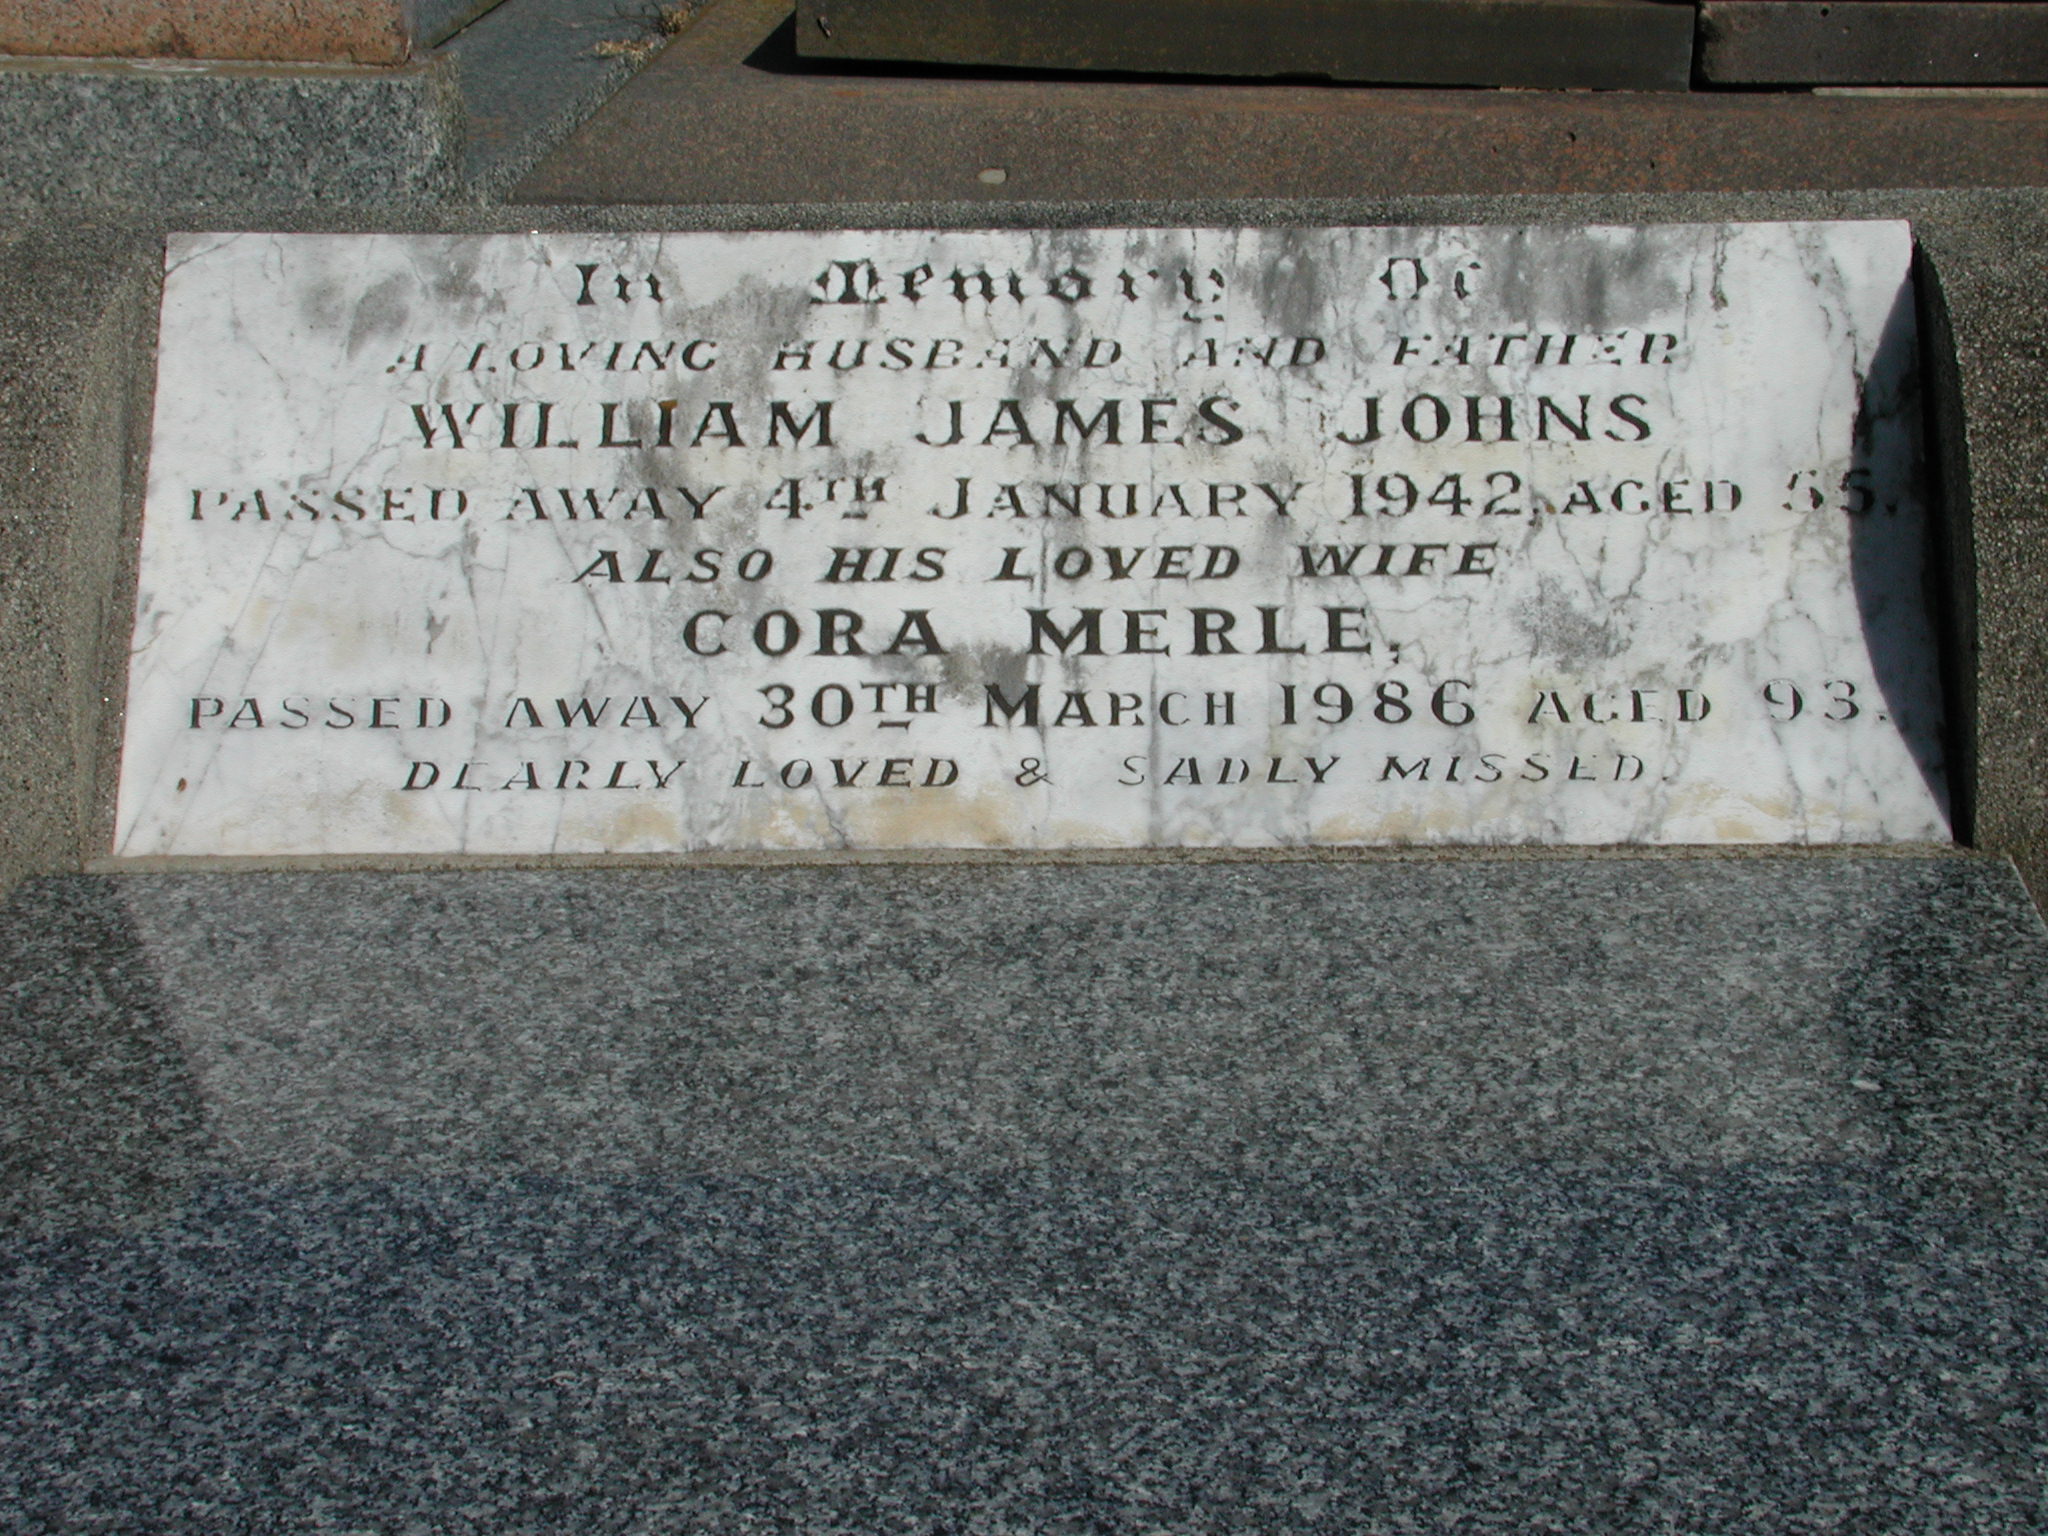 In Memory Of
A LOVING HUSBAND AND FATHER
WILLIAM JAMES JOHNS
PASSED AWAY 4TH JANUARY 1942, AGED 55.
ALSO HIS LOVED WIFE
CORA MERLE,
PASSED AWAY 30TH MARCH 1986 AGED 93.
DEARLY LOVED & SADLY MISSED.